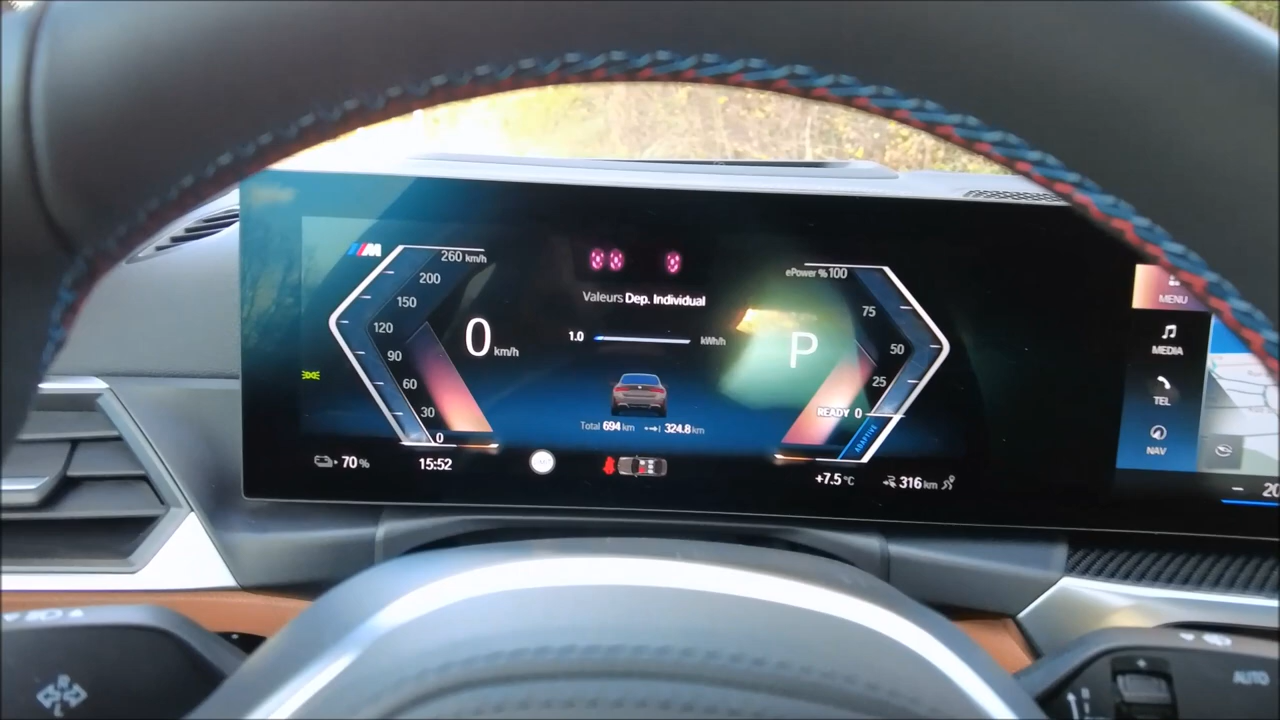 M
260 km/h
200
150
120
90
60
30
0
0 km/h
Valeurs Dep. Individual
1.0 kWh/h
Total 694 km 324.8 km
ePower % 100
75
50
25
READY 0
ADAPTIVE
P
70 %
15:52
+7.5 °C
316 km
MENU
MEDIA
TEL
NAV
AUTO